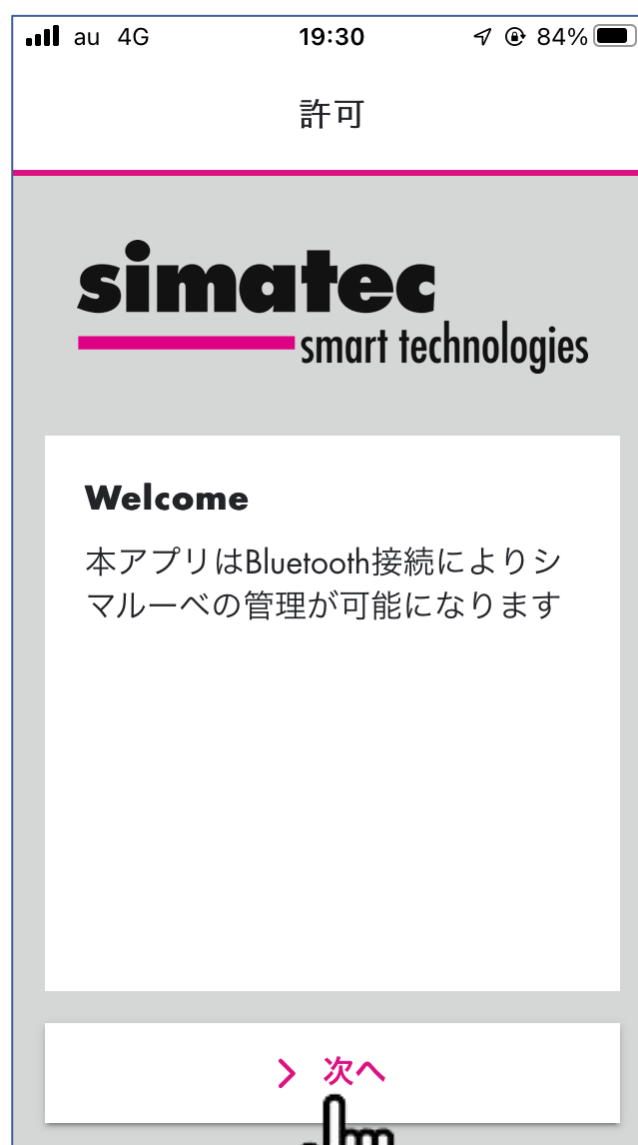 au 4G 19:30 84%
許可
simatec
smart technologies
Welcome
本アプリはBluetooth接続によりシ
マルーベの管理が可能になります
次へ